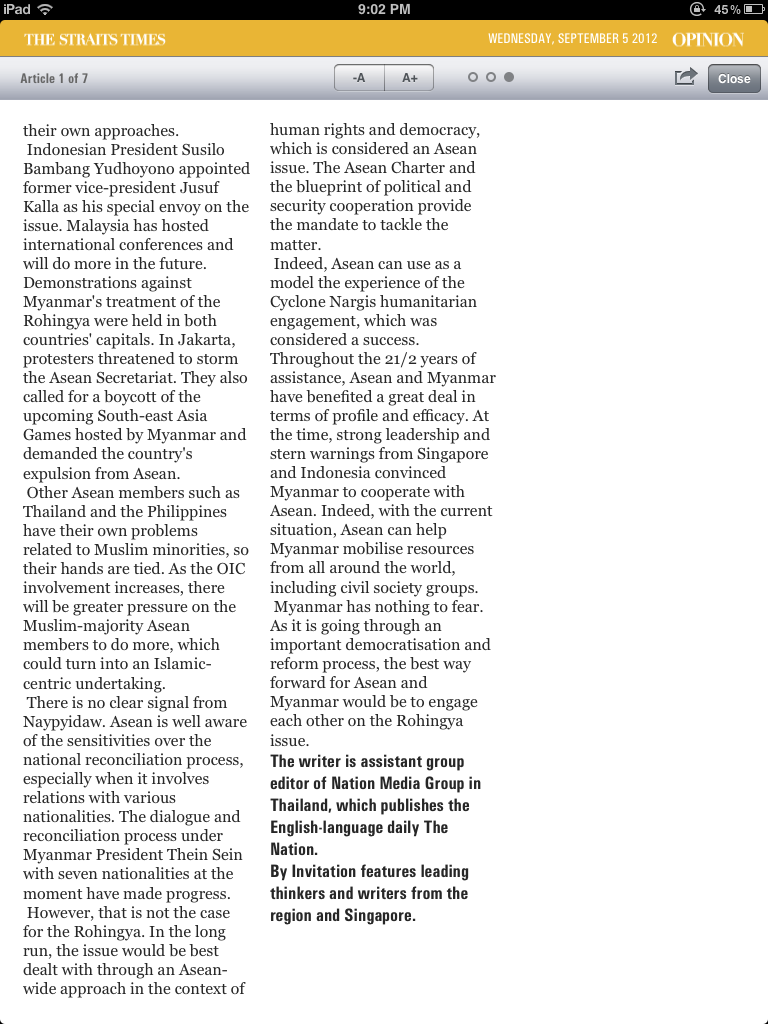 iPad
9:02 PM
45%
THE STRAITS TIMES
WEDNESDAY, SEPTEMBER 5 2012
OPINION
Article 1 of 7
-A
A+
Close
their own approaches.
Indonesian President Susilo
Bambang Yudhoyono appointed
former vice-president Jusuf
Kalla as his special envoy on the
issue. Malaysia has hosted
international conferences and
will do more in the future.
Demonstrations against
Myanmar's treatment of the
Rohingya were held in both
countries' capitals. In Jakarta,
protesters threatened to storm
the Asean Secretariat. They also
called for a boycott of the
upcoming South-east Asia
Games hosted by Myanmar and
demanded the country's
expulsion from Asean.
Other Asean members such as
Thailand and the Philippines
have their own problems
related to Muslim minorities, so
their hands are tied. As the OIC
involvement increases, there
will be greater pressure on the
Muslim-majority Asean
members to do more, which
could turn into an Islamic-
centric undertaking.
There is no clear signal from
Naypyidaw. Asean is well aware
of the sensitivities over the
national reconciliation process,
especially when it involves
relations with various
nationalities. The dialogue and
reconciliation process under
Myanmar President Thein Sein
with seven nationalities at the
moment have made progress.
However, that is not the case
for the Rohingya. In the long
run, the issue would be best
dealt with through an Asean-
wide approach in the context of
human rights and democracy,
which is considered an Asean
issue. The Asean Charter and
the blueprint of political and
security cooperation provide
the mandate to tackle the
matter.
Indeed, Asean can use as a
model the experience of the
Cyclone Nargis humanitarian
engagement, which was
considered a success.
Throughout the 21/2 years of
assistance, Asean and Myanmar
have benefited a great deal in
terms of profile and efficacy. At
the time, strong leadership and
stern warnings from Singapore
and Indonesia convinced
Myanmar to cooperate with
Asean. Indeed, with the current
situation, Asean can help
Myanmar mobilise resources
from all around the world,
including civil society groups.
Myanmar has nothing to fear.
As it is going through an
important democratisation and
reform process, the best way
forward for Asean and
Myanmar would be to engage
each other on the Rohingya
issue.
The writer is assistant group
editor of Nation Media Group in
Thailand, which publishes the
English-language daily The
Nation.
By Invitation features leading
thinkers and writers from the
region and Singapore.